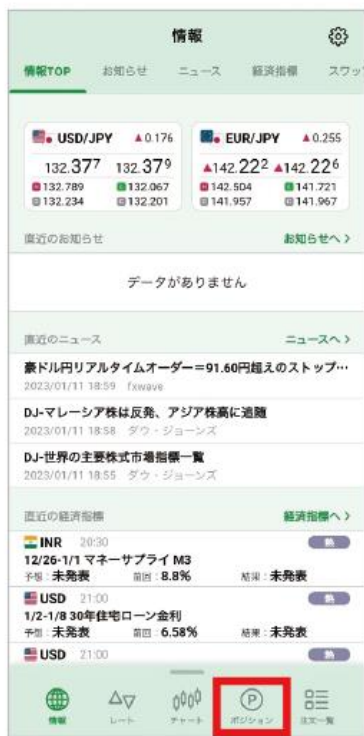 情報
情報TOP お知らせ ニュース 経済指標 スワッ
USD/JPY ▲0.176
132.377 132.379
132.789 132.067
132.234 132.201
EUR/JPY ▲0.255
▲142.222 ▲142.226
142.504 141.721
141.957 141.967
直近のお知らせ お知らせへ >
データがありません
直近のニュース ニュースへ >
豪ドル円リアルタイムオーダー=91.60円超えのストップ…
2023/01/11 18:59 fxwave
DJ-マレーシア株は反発、アジア株高に追随
2023/01/11 18:58 ダウ・ジョーンズ
DJ-世界の主要株式市場指標一覧
2023/01/11 18:55 ダウ・ジョーンズ
直近の経済指標 経済指標へ >
INR 20:30
12/26-1/1 マネーサプライ M3
予想:未発表 前回:8.8% 結果:未発表
USD 21:00
1/2-1/8 30年住宅ローン金利
予想:未発表 前回:6.58% 結果:未発表
USD 21:00
情報 レート チャート P ポジション 注文一覧